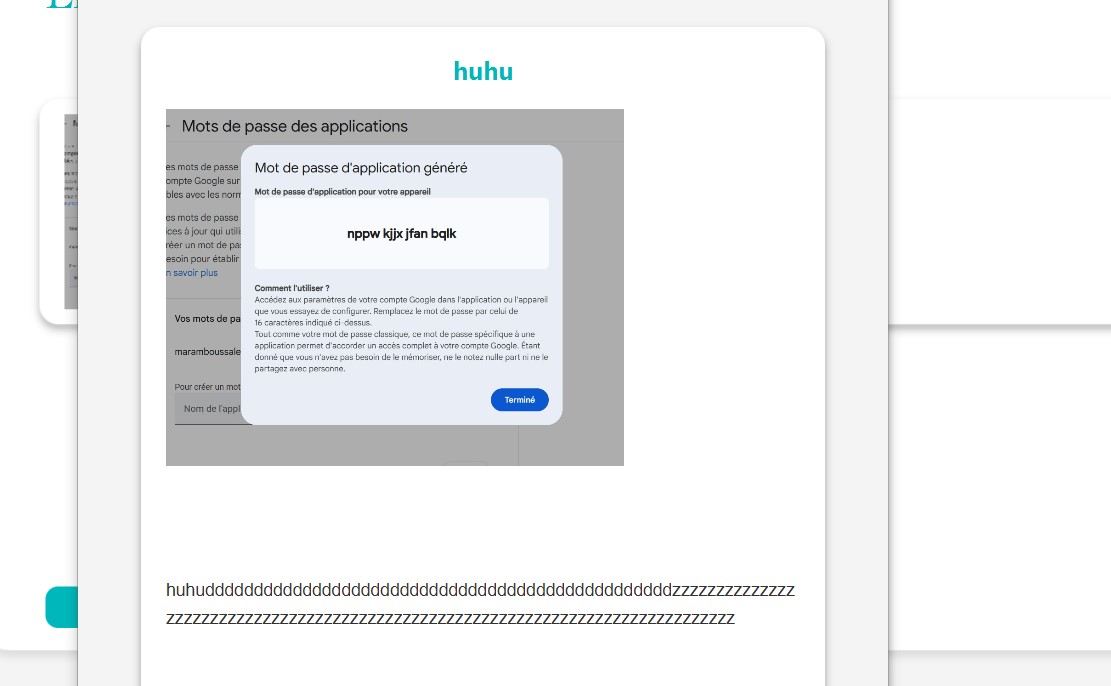 huhu
Mots de passe des applications
es mots de passe
ompte Google sur
bles avec les norm
es mots de passe
ices à jour qui utili
réer un mot de pas
esoin pour établir
n savoir plus
Vos mots de pa
maramboussale
Pour créer un mot
Nom de l'appl
Mot de passe d'application généré
Mot de passe d'application pour votre appareil
nppw kjjx jfan bqlk
Comment l'utiliser ?
Accédez aux paramètres de votre compte Google dans l'application ou l'appareil
que vous essayez de configurer. Remplacez le mot de passe par celui de
16 caractères indiqué ci-dessus.
Tout comme votre mot de passe classique, ce mot de passe spécifique à une
application permet d'accorder un accès complet à votre compte Google. Étant
donné que vous n'avez pas besoin de le mémoriser, ne le notez nulle part ni ne le
partagez avec personne.
Terminé
huhuddddddddddddddddddddddddddddddddddddddddddddddddzzzzzzzzzzzzzz
zzzzzzzzzzzzzzzzzzzzzzzzzzzzzzzzzzzzzzzzzzzzzzzzzzzzzzzzzzzzzzzzz